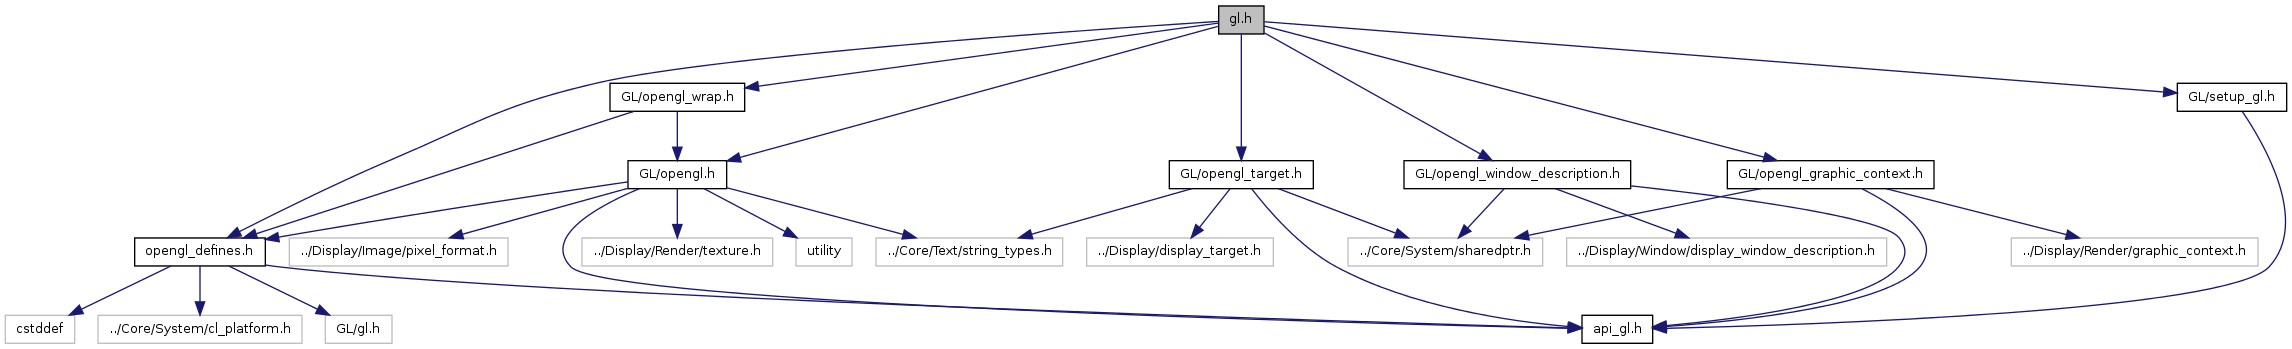 gl.h
GL/opengl_wrap.h
GL/setup_gl.h
GL/opengl.h
GL/opengl_target.h
GL/opengl_window_description.h
GL/opengl_graphic_context.h
opengl_defines.h
../Display/Image/pixel_format.h
../Display/Render/texture.h
utility
../Core/Text/string_types.h
../Display/display_target.h
../Core/System/sharedptr.h
../Display/Window/display_window_description.h
../Display/Render/graphic_context.h
cstddef
../Core/System/cl_platform.h
GL/gl.h
api_gl.h